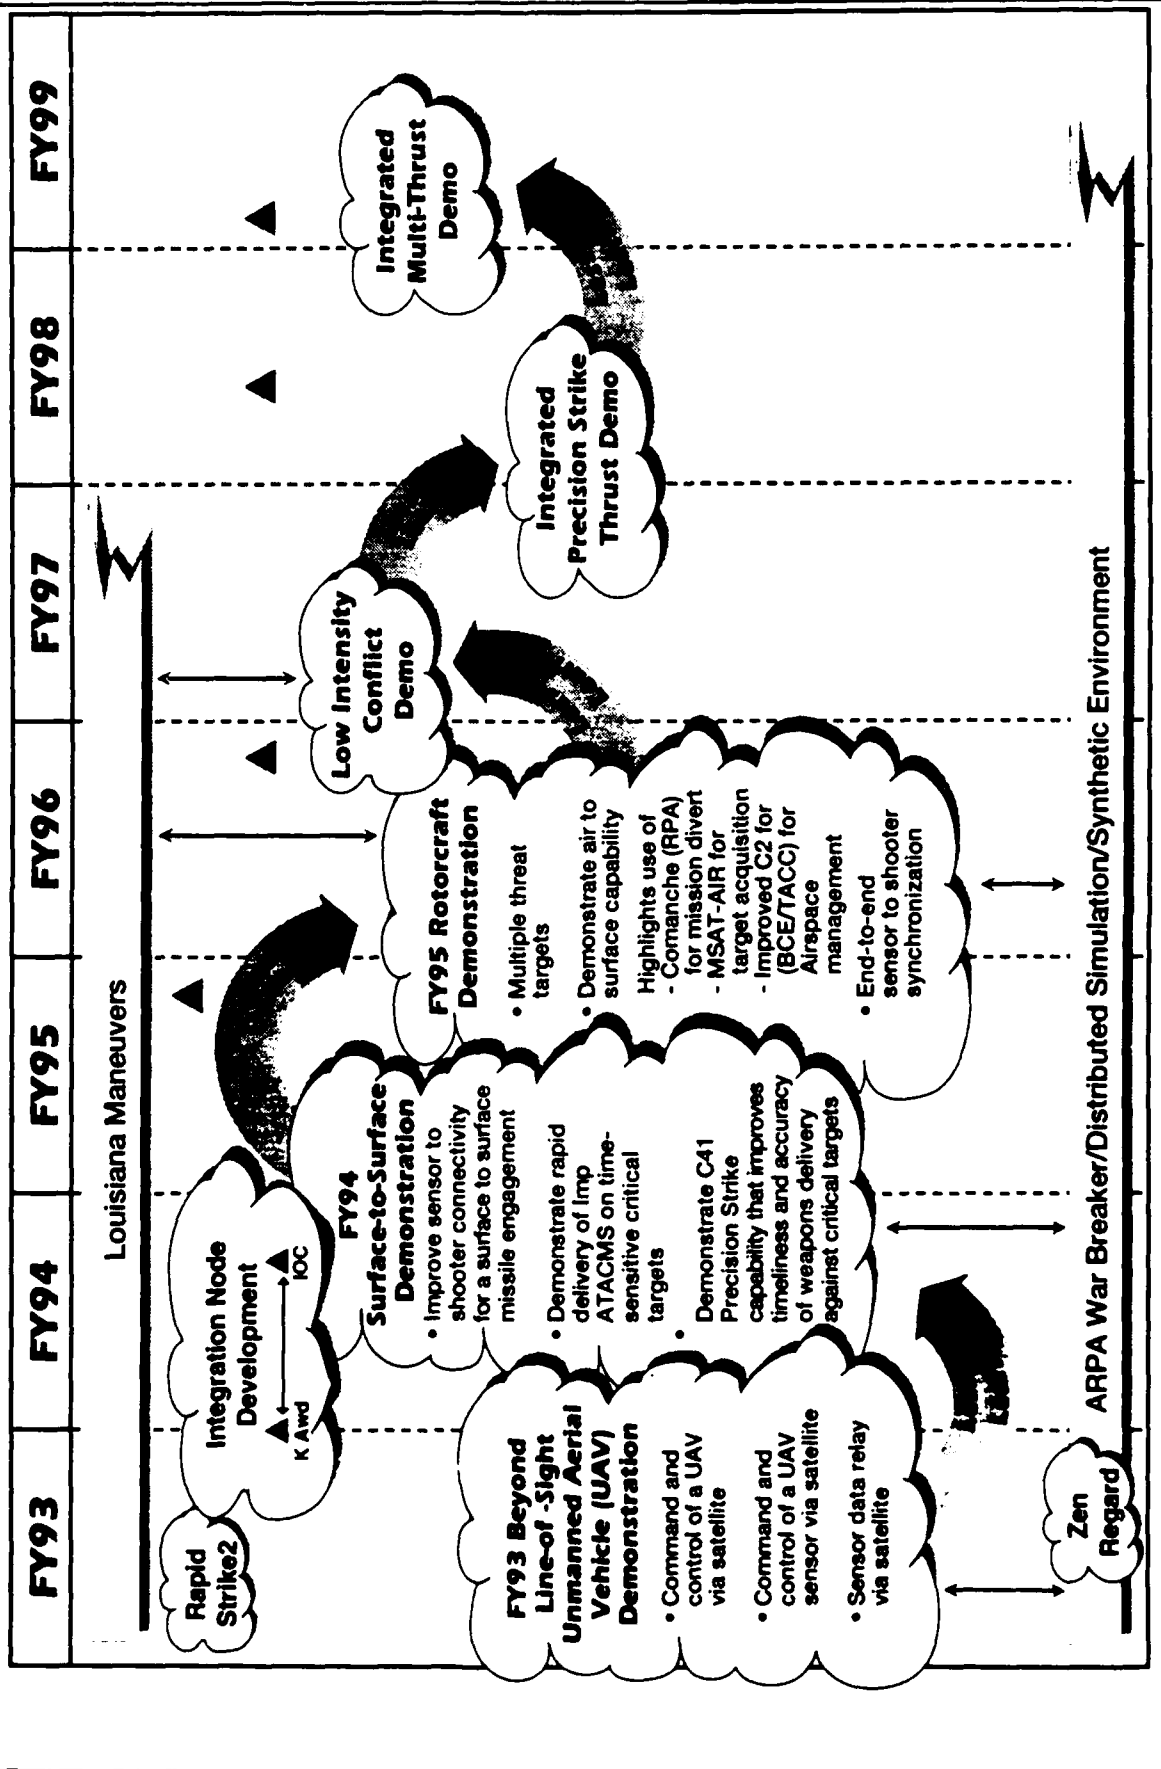 FY93
FY94
FY95
FY96
FY97
FY98
FY99
Louisiana Maneuvers
Rapid
Strike2
Integration Node
Development
K Awd
IOC
FY93 Beyond
Line-of -Sight
Unmanned Aerial
Vehicle (UAV)
Demonstration
• Command and
control of a UAV
via satellite
• Command and
control of a UAV
sensor via satellite
• Sensor data relay
via satellite
FY94
Surface-to-Surface
Demonstration
• Improve sensor to
shooter connectivity
for a surface to surface
missile engagement
• Demonstrate rapid
delivery of Imp
ATACMS on time-
sensitive critical
targets
•
Demonstrate C41
Precision Strike
capability that improves
timeliness and accuracy
of weapons delivery
against critical targets
FY95 Rotorcraft
Demonstration
• Multiple threat
targets
• Demonstrate air to
surface capability
Highlights use of
- Comanche (RPA)
for mission divert
- MSAT-AIR for
target acquisition
- Improved C2 for
(BCE/TACC) for
Airspace
management
• End-to-end
sensor to shooter
synchronization
Low Intensity
Conflict
Demo
Integrated
Precision Strike
Thrust Demo
Integrated
Multi-Thrust
Demo
Zen
Regard
ARPA War Breaker/Distributed Simulation/Synthetic Environment